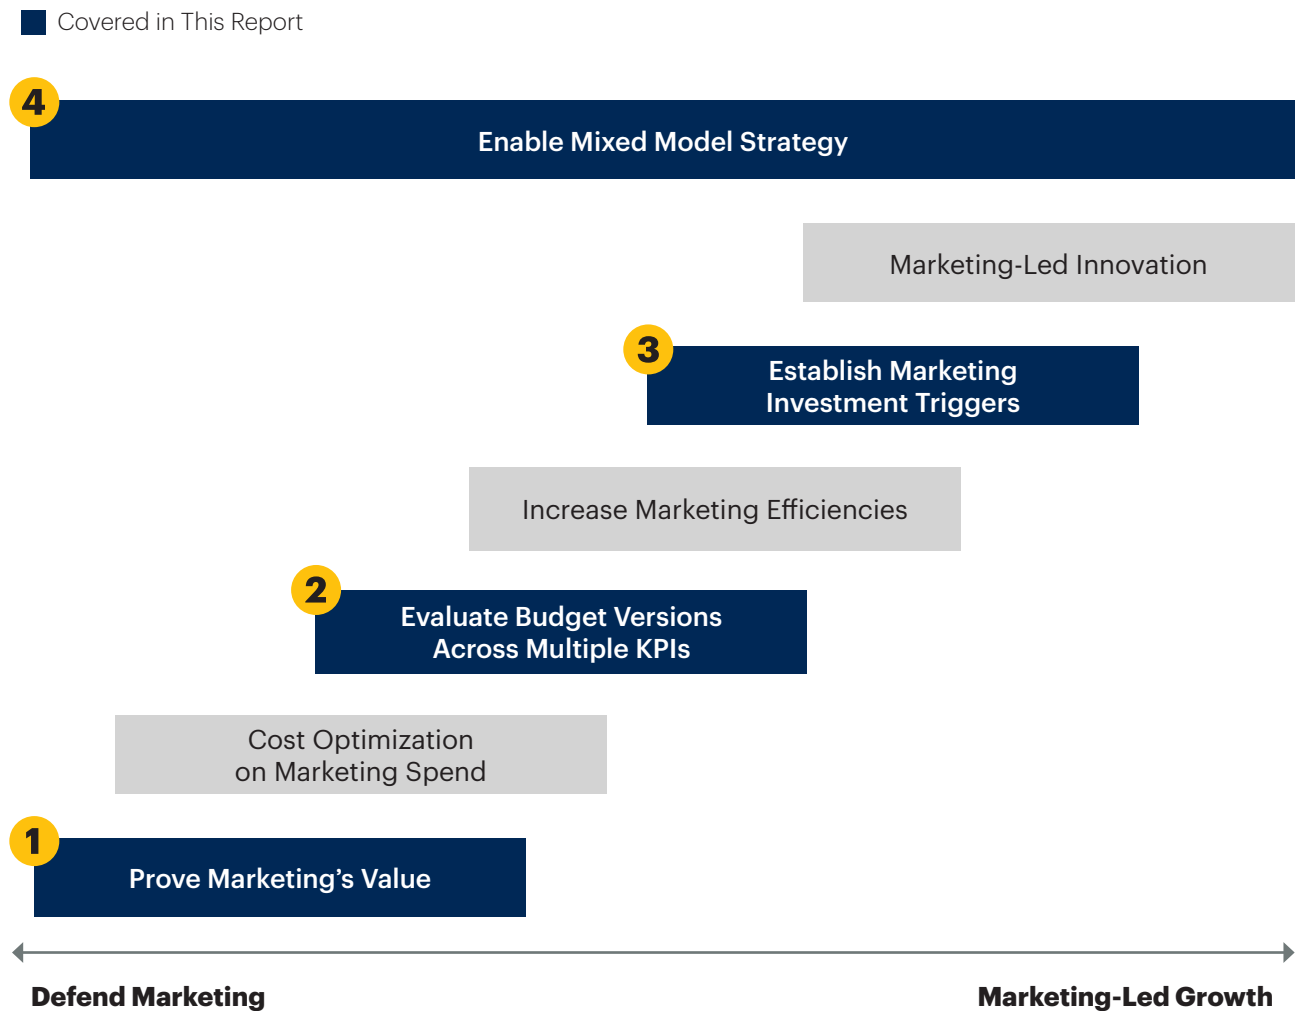 Covered in This Report
4
Enable Mixed Model Strategy
Marketing-Led Innovation
3
Establish Marketing
Investment Triggers
Increase Marketing Efficiencies
2
Evaluate Budget Versions
Across Multiple KPIs
Cost Optimization
on Marketing Spend
1
Prove Marketing’s Value
Defend Marketing
Marketing-Led Growth